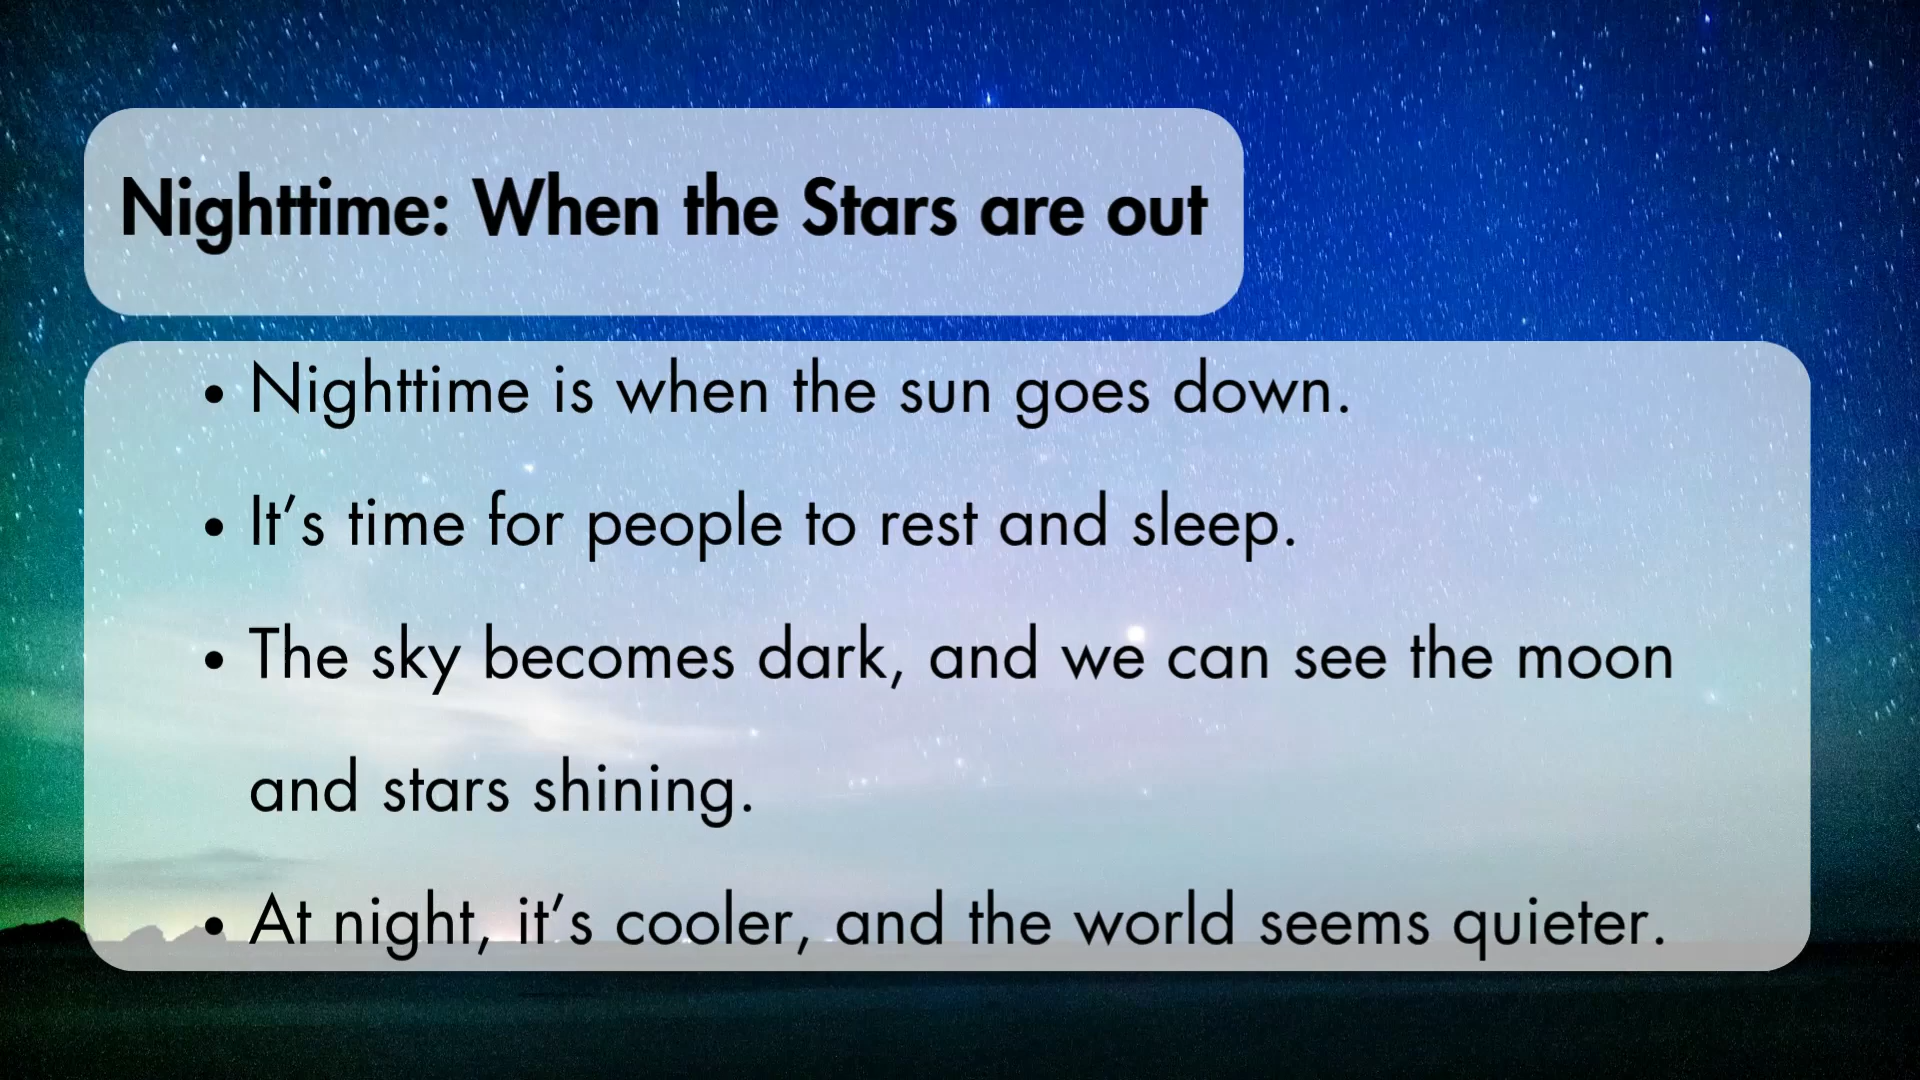 Nighttime: When the Stars are out
• Nighttime is when the sun goes down.
• It’s time for people to rest and sleep.
• The sky becomes dark, and we can see the moon
and stars shining.
• At night, it’s cooler, and the world seems quieter.